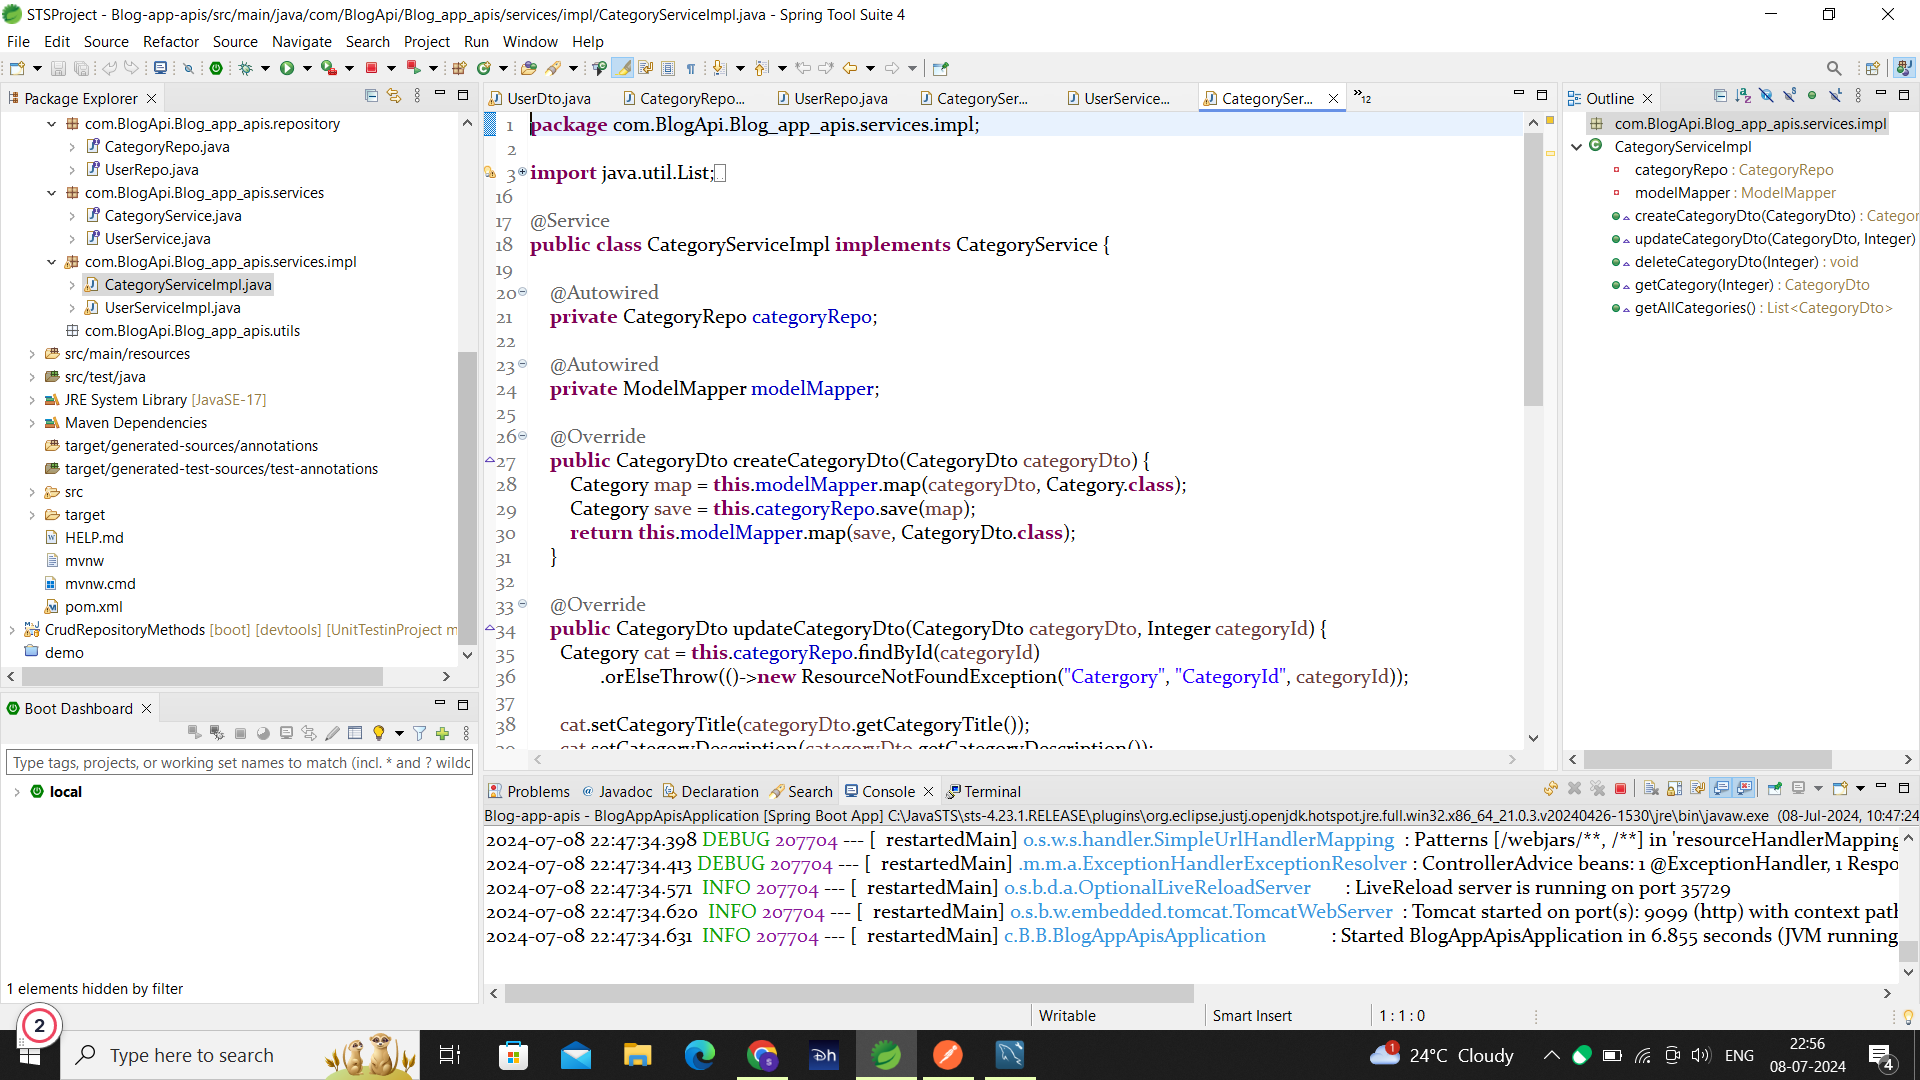 STSProject - Blog-app-apis/src/main/java/com/BlogApi/Blog_app_apis/services/impl/CategoryServiceImpl.java - Spring Tool Suite 4
File Edit Source Refactor Source Navigate Search Project Run Window Help
Package Explorer
com.BlogApi.Blog_app_apis.repository
CategoryRepo.java
UserRepo.java
com.BlogApi.Blog_app_apis.services
CategoryService.java
UserService.java
com.BlogApi.Blog_app_apis.services.impl
CategoryServiceImpl.java
UserServiceImpl.java
com.BlogApi.Blog_app_apis.utils
src/main/resources
src/test/java
JRE System Library [JavaSE-17]
Maven Dependencies
target/generated-sources/annotations
target/generated-test-sources/test-annotations
src
target
HELP.md
mvnw
mvnw.cmd
pom.xml
CrudRepositoryMethods [boot] [devtools] [UnitTestinProject m
demo
Boot Dashboard
Type tags, projects, or working set names to match (incl. * and ? wildc
local
1 elements hidden by filter
UserDto.java CategoryRepo... UserRepo.java CategorySer... UserService... CategorySer... »12
1 package com.BlogApi.Blog_app_apis.services.impl;
2
3 import java.util.List;
16
17 @Service
18 public class CategoryServiceImpl implements CategoryService {
19
20 @Autowired
21 private CategoryRepo categoryRepo;
22
23 @Autowired
24 private ModelMapper modelMapper;
25
26 @Override
27 public CategoryDto createCategoryDto(CategoryDto categoryDto) {
28 Category map = this.modelMapper.map(categoryDto, Category.class);
29 Category save = this.categoryRepo.save(map);
30 return this.modelMapper.map(save, CategoryDto.class);
31 }
32
33 @Override
34 public CategoryDto updateCategoryDto(CategoryDto categoryDto, Integer categoryId) {
35 Category cat = this.categoryRepo.findById(categoryId)
36 .orElseThrow(()->new ResourceNotFoundException("Catergory", "CategoryId", categoryId));
37
38 cat.setCategoryTitle(categoryDto.getCategoryTitle());
39 cat.setCategoryDescription(categoryDto.getCategoryDescription());
Outline
com.BlogApi.Blog_app_apis.services.impl
CategoryServiceImpl
categoryRepo : CategoryRepo
modelMapper : ModelMapper
createCategoryDto(CategoryDto) : Categor
updateCategoryDto(CategoryDto, Integer)
deleteCategoryDto(Integer) : void
getCategory(Integer) : CategoryDto
getAllCategories() : List<CategoryDto>
Problems Javadoc Declaration Search Console Terminal
Blog-app-apis - BlogAppApisApplication [Spring Boot App] C:\JavaSTS\sts-4.23.1.RELEASE\plugins\org.eclipse.justj.openjdk.hotspot.jre.full.win32.x86_64_21.0.3.v20240426-1530\jre\bin\javaw.exe (08-Jul-2024, 10:47:24
2024-07-08 22:47:34.398 DEBUG 207704 --- [ restartedMain] o.s.w.s.handler.SimpleUrlHandlerMapping : Patterns [/webjars/**, /**] in 'resourceHandlerMapping
2024-07-08 22:47:34.413 DEBUG 207704 --- [ restartedMain] .m.m.a.ExceptionHandlerExceptionResolver : ControllerAdvice beans: 1 @ExceptionHandler, 1 Respo
2024-07-08 22:47:34.571 INFO 207704 --- [ restartedMain] o.s.b.d.a.OptionalLiveReloadServer : LiveReload server is running on port 35729
2024-07-08 22:47:34.620 INFO 207704 --- [ restartedMain] o.s.b.w.embedded.tomcat.TomcatWebServer : Tomcat started on port(s): 9099 (http) with context path
2024-07-08 22:47:34.631 INFO 207704 --- [ restartedMain] c.B.B.BlogAppApisApplication : Started BlogAppApisApplication in 6.855 seconds (JVM running
Writable Smart Insert 1 : 1 : 0
2
Type here to search
24°C Cloudy
ENG
22:56
08-07-2024
4